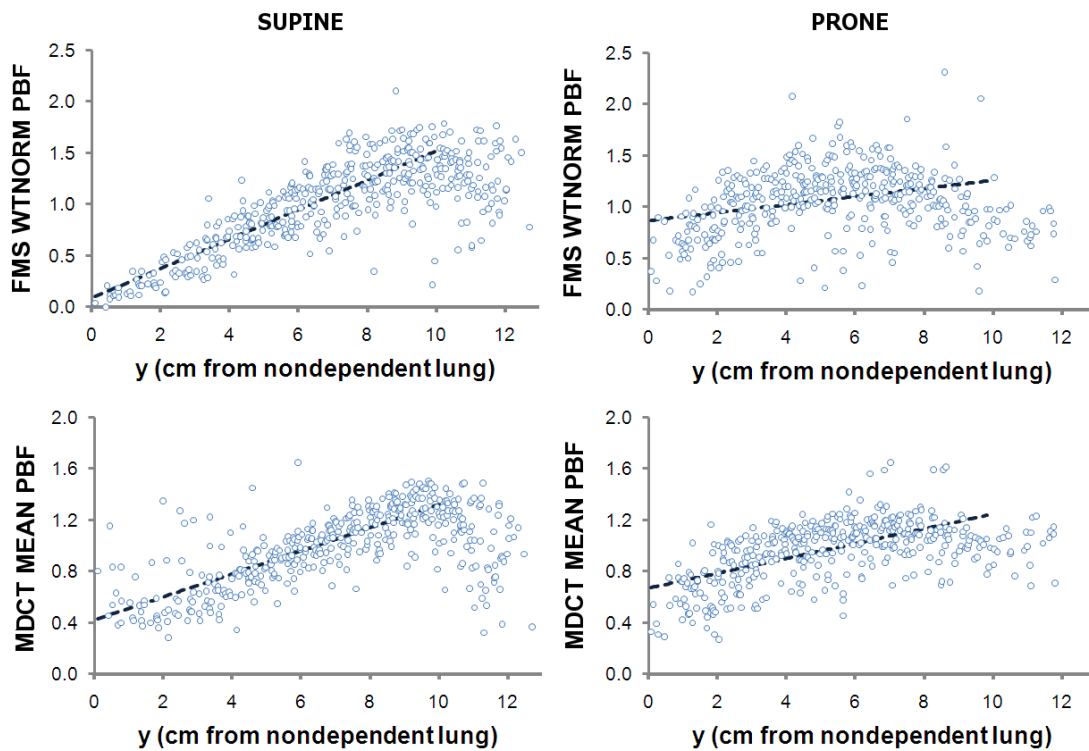 SUPINE
FMS WTNORM PBF
2.5
2.0
1.5
1.0
0.5
0.0
0 2 4 6 8 10 12
y (cm from nondependent lung)
PRONE
FMS WTNORM PBF
2.5
2.0
1.5
1.0
0.5
0.0
0 2 4 6 8 10 12
y (cm from nondependent lung)
MDCT MEAN PBF
2.0
1.6
1.2
0.8
0.4
0.0
0 2 4 6 8 10 12
y (cm from nondependent lung)
MDCT MEAN PBF
2.0
1.6
1.2
0.8
0.4
0.0
0 2 4 6 8 10 12
y (cm from nondependent lung)